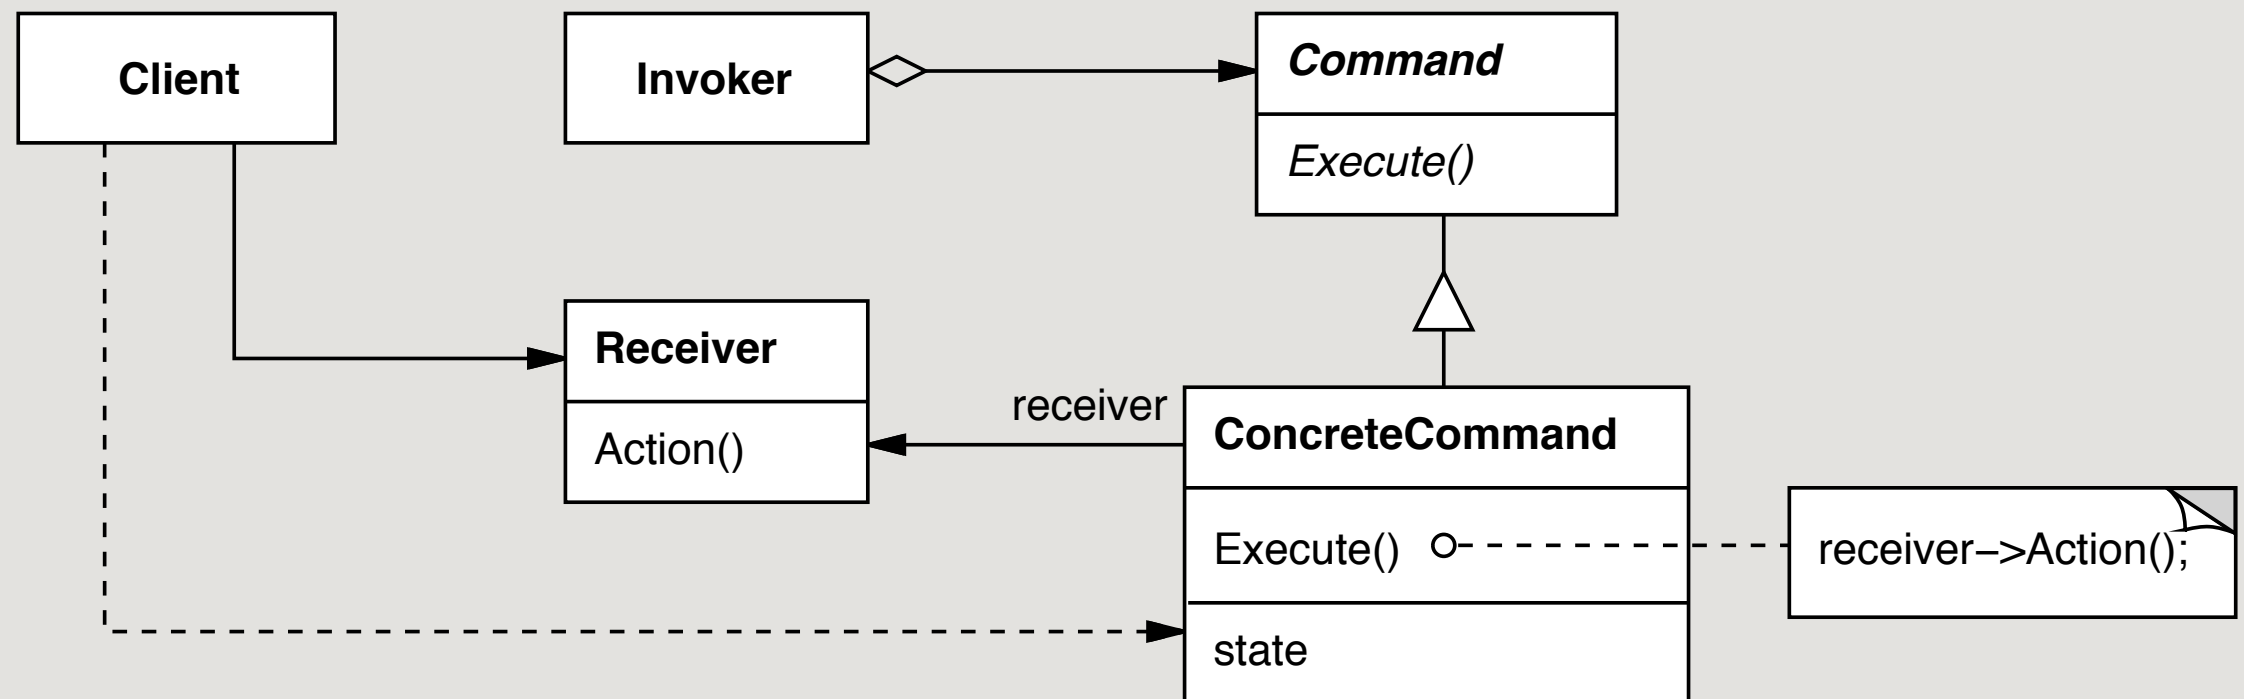 Client
Invoker
Command
Execute()
Receiver
Action()
receiver
ConcreteCommand
Execute()
receiver–>Action();
state